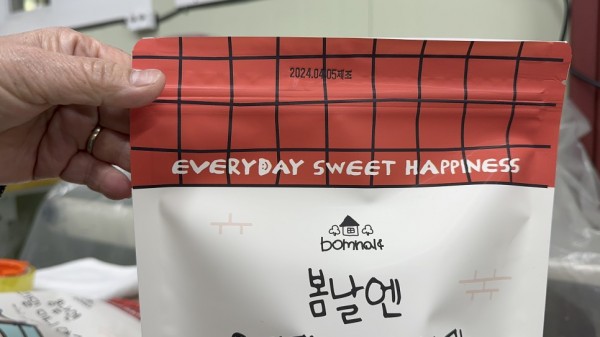 2024.04.05제조
EVERYDAY SWEET HAPPINESS
bomnal4
봄날엔